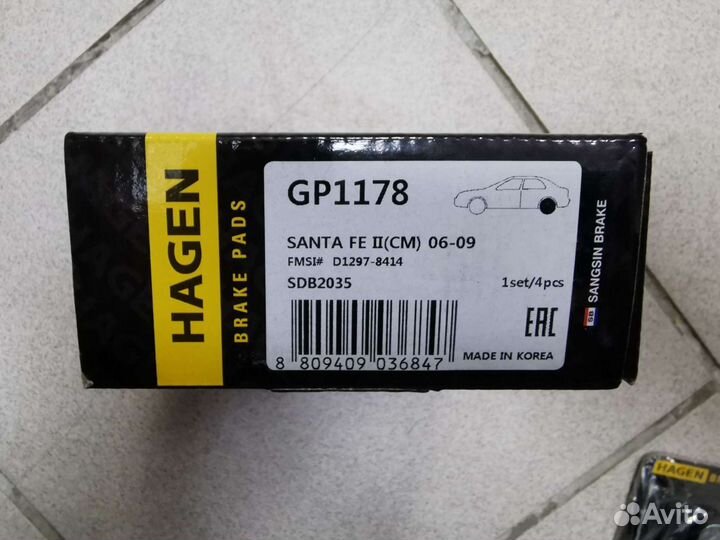 HAGEN
BRAKE PADS
GP1178
SANTA FE II(CM) 06-09
FMSI# D1297-8414
SDB2035
1set/4pcs
8 809409 036847
EAC
MADE IN KOREA
SB SANGSIN BRAKE
HAGEN
Avito